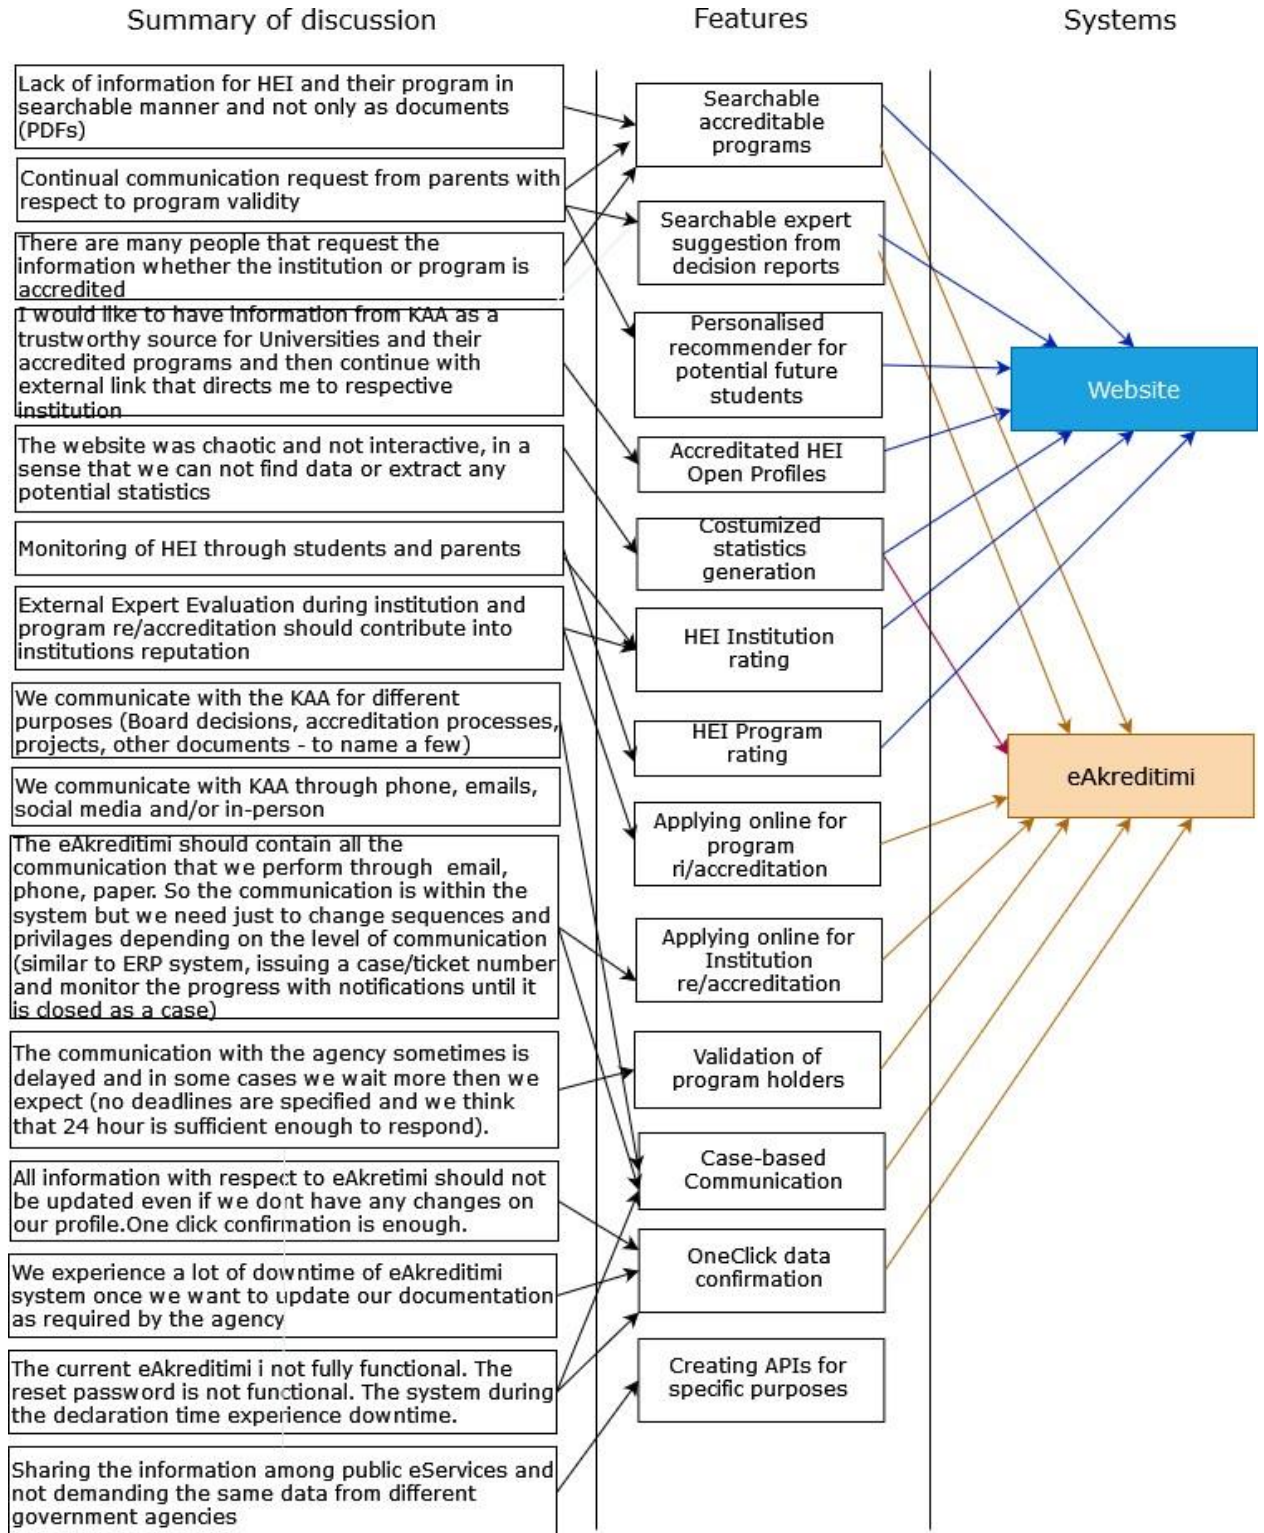 Summary of discussion
Features
Systems
Lack of information for HEI and their program in
searchable manner and not only as documents
(PDFs)
Continual communication request from parents with
respect to program validity
There are many people that request the
information whether the institution or program is
accredited
I would like to have information from KAA as a
trustworthy source for Universities and their
accredited programs and then continue with
external link that directs me to respective
institution
The website was chaotic and not interactive, in a
sense that we can not find data or extract any
potential statistics
Monitoring of HEI through students and parents
External Expert Evaluation during institution and
program re/accreditation should contribute into
institutions reputation
We communicate with the KAA for different
purposes (Board decisions, accreditation processes,
projects, other documents - to name a few)
We communicate with KAA through phone, emails,
social media and/or in-person
The eAkreditimi should contain all the
communication that we perform through email,
phone, paper. So the communication is within the
system but we need just to change sequences and
privilages depending on the level of communication
(similar to ERP system, issuing a case/ticket number
and monitor the progress with notifications until it
is closed as a case)
The communication with the agency sometimes is
delayed and in some cases we wait more then we
expect (no deadlines are specified and we think
that 24 hour is sufficient enough to respond).
All information with respect to eAkretimi should not
be updated even if we dont have any changes on
our profile.One click confirmation is enough.
We experience a lot of downtime of eAkreditimi
system once we want to update our documentation
as required by the agency
The current eAkreditimi i not fully functional. The
reset password is not functional. The system during
the declaration time experience downtime.
Sharing the information among public eServices and
not demanding the same data from different
government agencies
Searchable
accreditable
programs
Searchable expert
suggestion from
decision reports
Personalised
recommender for
potential future
students
Accreditated HEI
Open Profiles
Costumized
statistics
generation
HEI Institution
rating
HEI Program
rating
Applying online for
program
ri/accreditation
Applying online for
Institution
re/accreditation
Validation of
program holders
Case-based
Communication
OneClick data
confirmation
Creating APIs for
specific purposes
Website
eAkreditimi